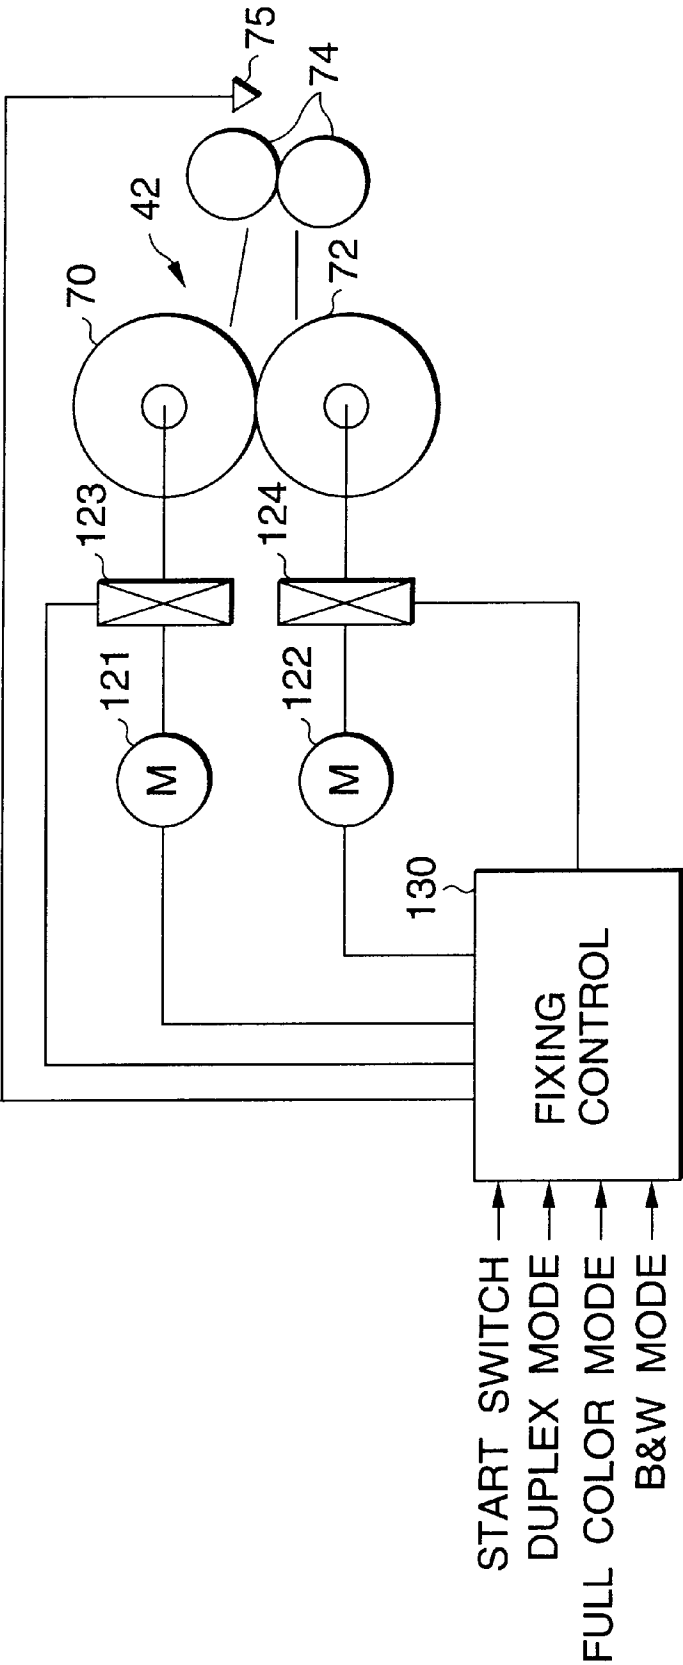 75
74
42
70
72
123
124
121
122
M
M
130
FIXING
CONTROL
START SWITCH
DUPLEX MODE
FULL COLOR MODE
B&W MODE